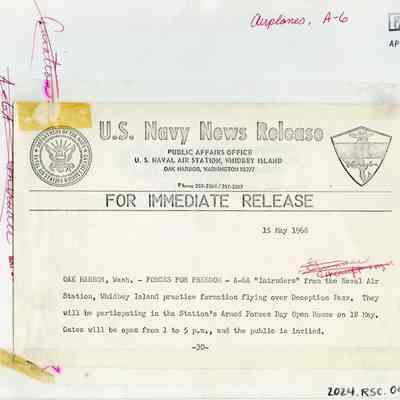 Airplanes, A-6
AP
U.S. Navy News Release
PUBLIC AFFAIRS OFFICE
U. S. NAVAL AIR STATION, WHIDBEY ISLAND
OAK HARBOR, WASHINGTON 98277
FOR IMMEDIATE RELEASE
15 May 1968
OAK HARBOR, Wash. - FORCES FOR FREEDOM - A-6A "Intruders" from the Naval Air
Station, Whidbey Island practice formation flying over Deception Pass. They
will be participating in the Station's Armed Forces Day Open House on 18 May.
Gates will be open from 1 to 5 p.m., and the public is invited.
-30-
2024.RSC.0